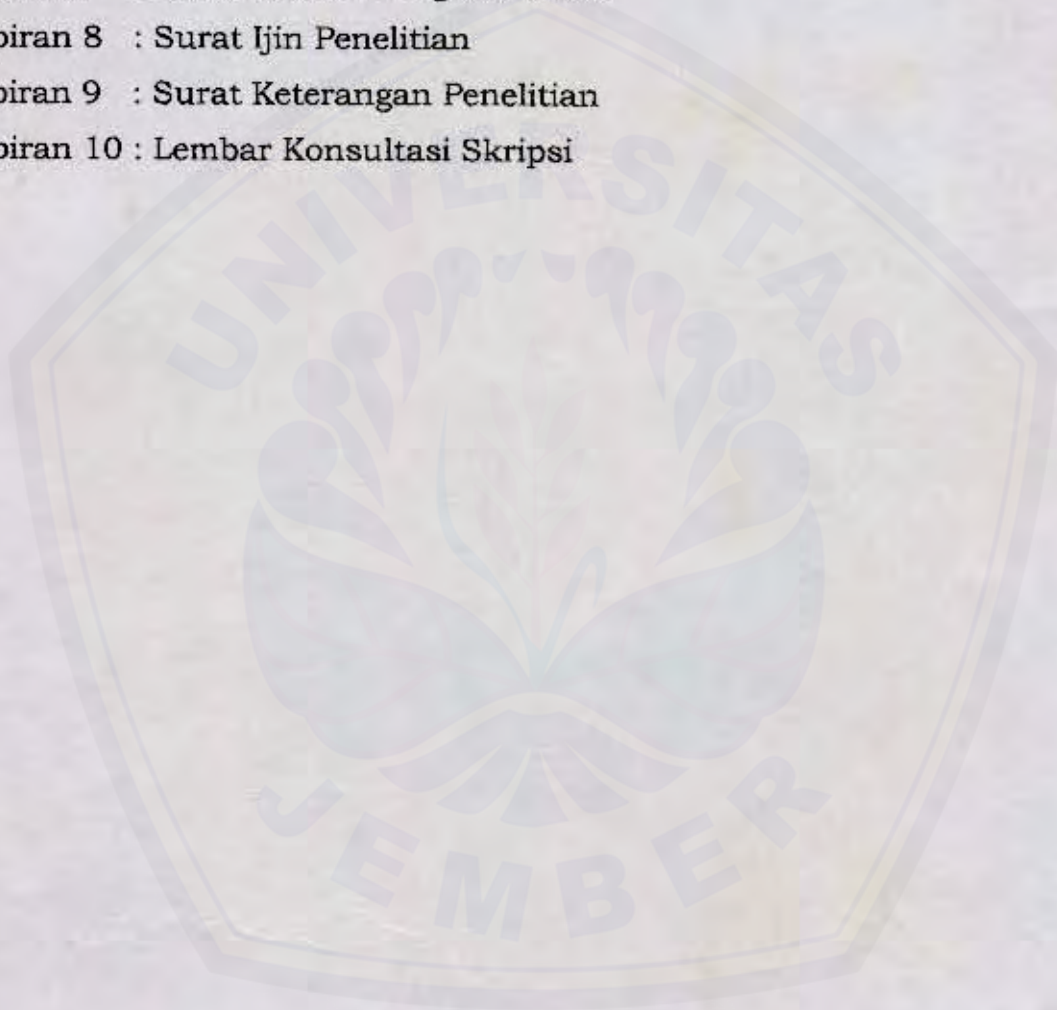 piran 8 : Surat Ijin Penelitian
piran 9 : Surat Keterangan Penelitian
piran 10 : Lembar Konsultasi Skripsi
UNIVERSITAS
JEMBER